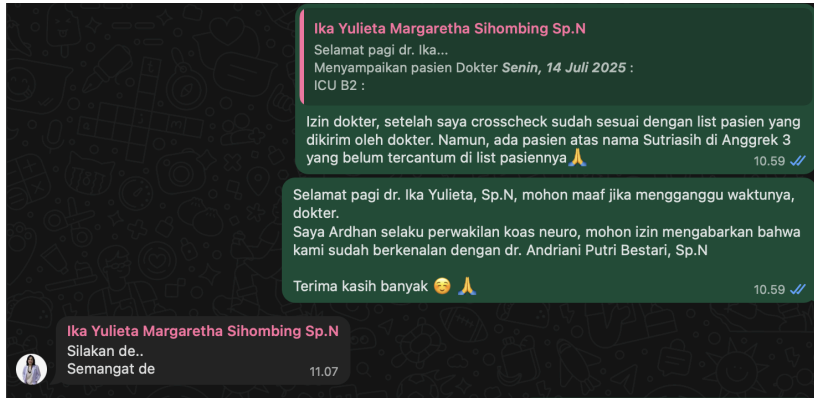 Ika Yulieta Margaretha Sihombing Sp.N
Selamat pagi dr. Ika...
Menyampaikan pasien Dokter Senin, 14 Juli 2025 :
ICU B2 :
Izin dokter, setelah saya crosscheck sudah sesuai dengan list pasien yang
dikirim oleh dokter. Namun, ada pasien atas nama Sutriasih di Anggrek 3
yang belum tercantum di list pasiennya🙏
10.59
Selamat pagi dr. Ika Yulieta, Sp.N, mohon maaf jika mengganggu waktunya,
dokter.
Saya Ardhan selaku perwakilan koas neuro, mohon izin mengabarkan bahwa
kami sudah berkenalan dengan dr. Andriani Putri Bestari, Sp.N
Terima kasih banyak ☺️ 🙏
10.59
Ika Yulieta Margaretha Sihombing Sp.N
Silakan de..
Semangat de
11.07